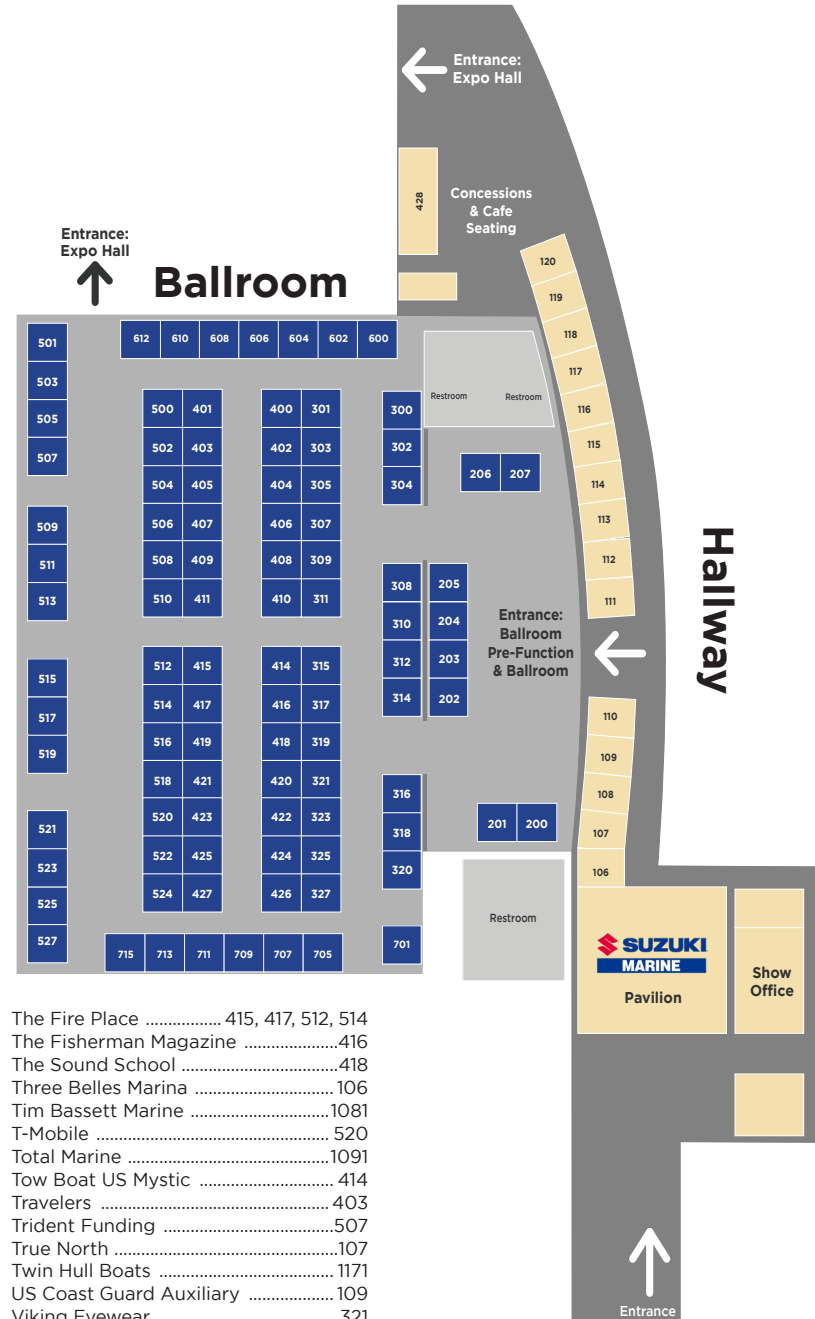 Entrance:
Expo Hall
428
Concessions
& Cafe
Seating
Entrance:
Expo Hall
Ballroom
120
119
118
117
116
115
114
113
112
111
Hallway
501
503
505
507
509
511
513
515
517
519
521
523
525
527
612 610 608 606 604 602 600
500 401 400 301
502 403 402 303
504 405 404 305
506 407 406 307
508 409 408 309
510 411 410 311
512 415 414 315
514 417 416 317
516 419 418 319
518 421 420 321
520 423 422 323
522 425 424 325
524 427 426 327
300
302
304
308
310
312
314
316
318
320
701
715 713 711 709 707 705
Restroom Restroom
206 207
205
204
203
202
Entrance:
Ballroom
Pre-Function
& Ballroom
201 200
110
109
108
107
106
Restroom
SUZUKI
MARINE
Pavilion
Show
Office
The Fire Place ................. 415, 417, 512, 514
The Fisherman Magazine ...................416
The Sound School ...............................418
Three Belles Marina ............................ 106
Tim Bassett Marine ............................1081
T-Mobile .............................................. 520
Total Marine .........................................1091
Tow Boat US Mystic ........................... 414
Travelers .............................................. 403
Trident Funding ...................................507
True North .............................................107
Twin Hull Boats ................................... 1171
US Coast Guard Auxiliary ................. 109
Viking Eyewear 321
Entrance